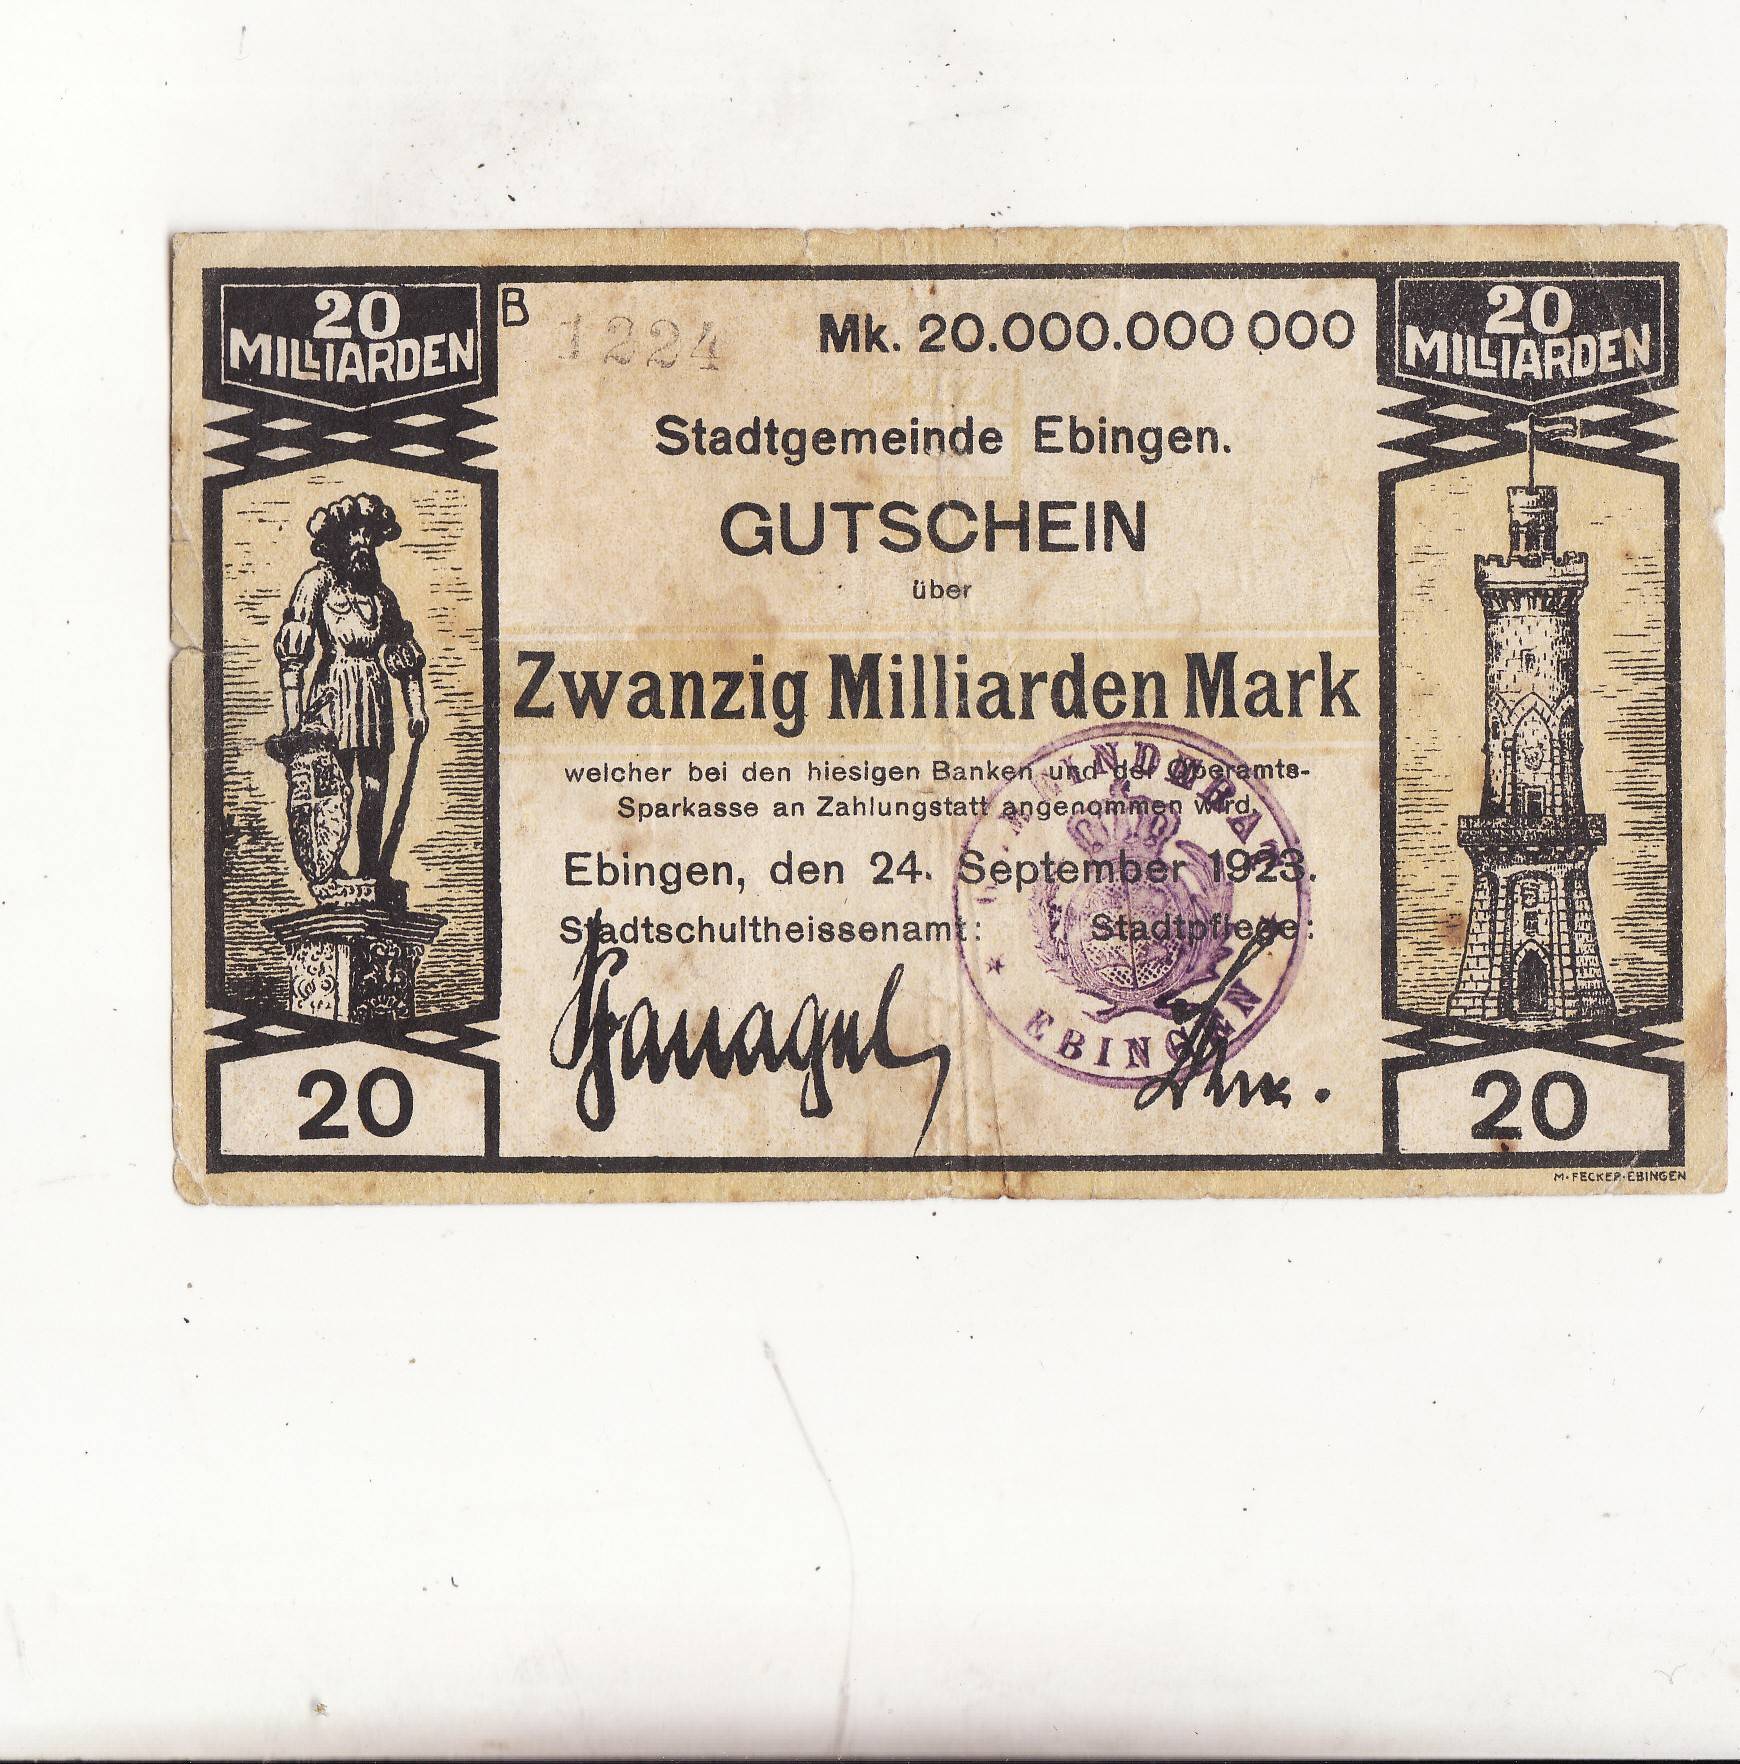 20
MILLIARDEN
B
1224
Mk. 20.000.000 000
20
MILLIARDEN
Stadtgemeinde Ebingen.
GUTSCHEIN
über
Zwanzig Milliarden Mark
welcher bei den hiesigen Banken und der Oberamts-
Sparkasse an Zahlungstatt angenommen wird.
Ebingen, den 24. September 1923.
Stadtschultheissenamt: Stadtpflege:
GEMEINDERAT
EBINGEN
20
20
M. FECKER. EBINGEN